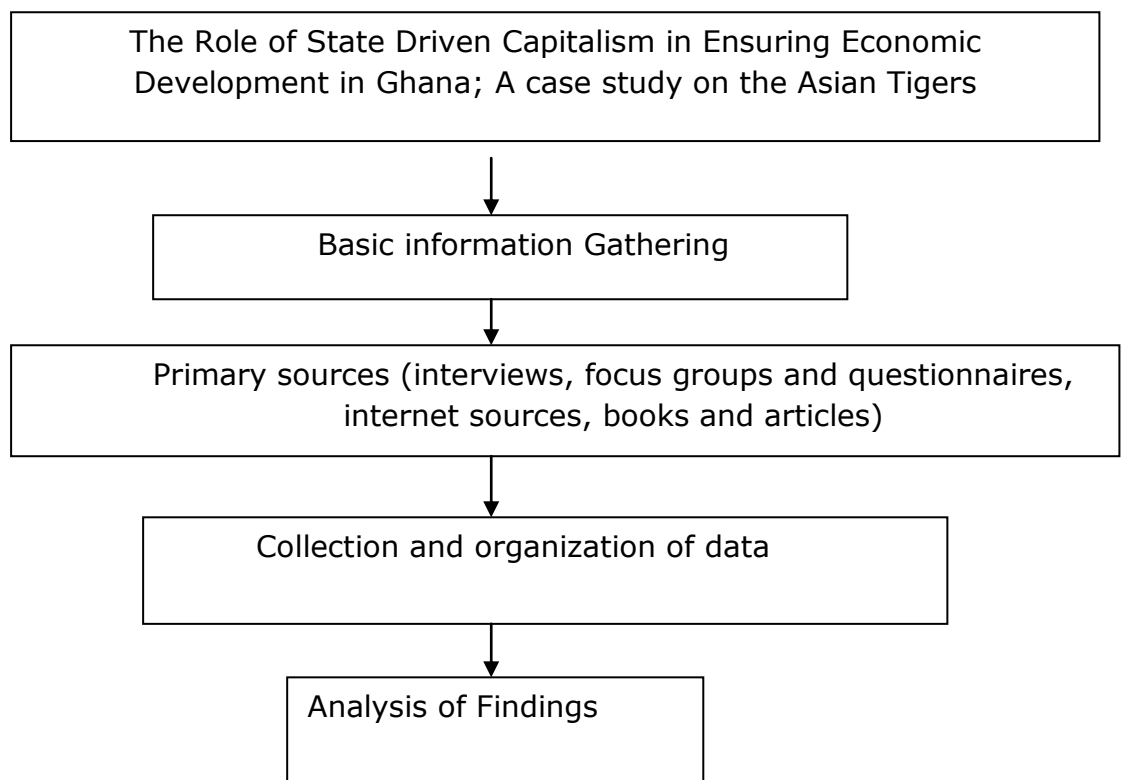 The Role of State Driven Capitalism in Ensuring Economic
Development in Ghana; A case study on the Asian Tigers
Basic information Gathering
Primary sources (interviews, focus groups and questionnaires,
internet sources, books and articles)
Collection and organization of data
Analysis of Findings